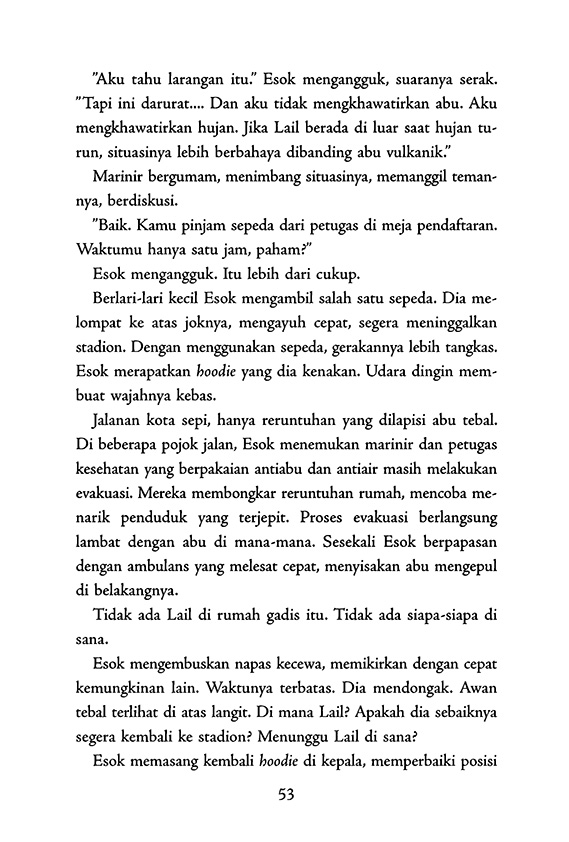 "Aku tahu larangan itu." Esok mengangguk, suaranya serak.
"Tapi ini darurat.... Dan aku tidak mengkhawatirkan abu. Aku
mengkhawatirkan hujan. Jika Lail berada di luar saat hujan tu-
run, situasinya lebih berbahaya dibanding abu vulkanik."
Marinir bergumam, menimbang situasinya, memanggil teman-
nya, berdiskusi.
"Baik. Kamu pinjam sepeda dari petugas di meja pendaftaran.
Waktumu hanya satu jam, paham?"
Esok mengangguk. Itu lebih dari cukup.
Berlari-lari kecil Esok mengambil salah satu sepeda. Dia me-
lompat ke atas joknya, mengayuh cepat, segera meninggalkan
stadion. Dengan menggunakan sepeda, gerakannya lebih tangkas.
Esok merapatkan hoodie yang dia kenakan. Udara dingin mem-
buat wajahnya kebas.
Jalanan kota sepi, hanya reruntuhan yang dilapisi abu tebal.
Di beberapa pojok jalan, Esok menemukan marinir dan petugas
kesehatan yang berpakaian antiabu dan antiair masih melakukan
evakuasi. Mereka membongkar reruntuhan rumah, mencoba me-
narik penduduk yang terjepit. Proses evakuasi berlangsung
lambat dengan abu di mana-mana. Sesekali Esok berpapasan
dengan ambulans yang melesat cepat, menyisakan abu mengepul
di belakangnya.
Tidak ada Lail di rumah gadis itu. Tidak ada siapa-siapa di
sana.
Esok mengembuskan napas kecewa, memikirkan dengan cepat
kemungkinan lain. Waktunya terbatas. Dia mendongak. Awan
tebal terlihat di atas langit. Di mana Lail? Apakah dia sebaiknya
segera kembali ke stadion? Menunggu Lail di sana?
Esok memasang kembali hoodie di kepala, memperbaiki posisi
53